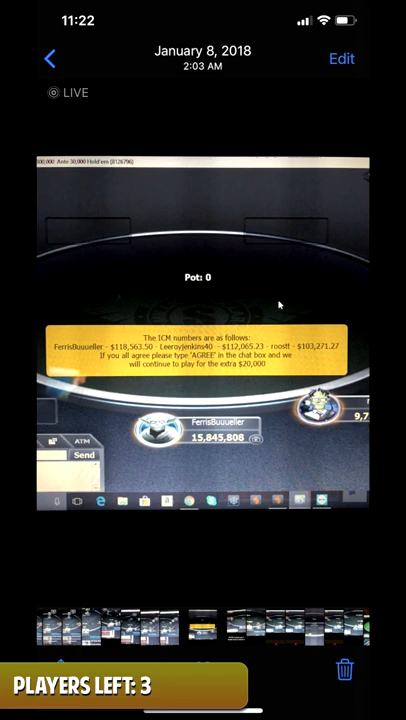 11:22
January 8, 2018
2:03 AM
Edit
LIVE
Ante 30,000 Hold'em
Pot: 0
The ICM numbers are as follows:
FerrisBuuueller - $118,563.50 - Leeroyjenkins40 - $112,065.23 - roostt - $103,271.27
If you all agree please type 'AGREE' in the chat box and we
will continue to play for the extra $20,000
FerrisBuuueller
15,845,808
ATM
Send
PLAYERS LEFT: 3